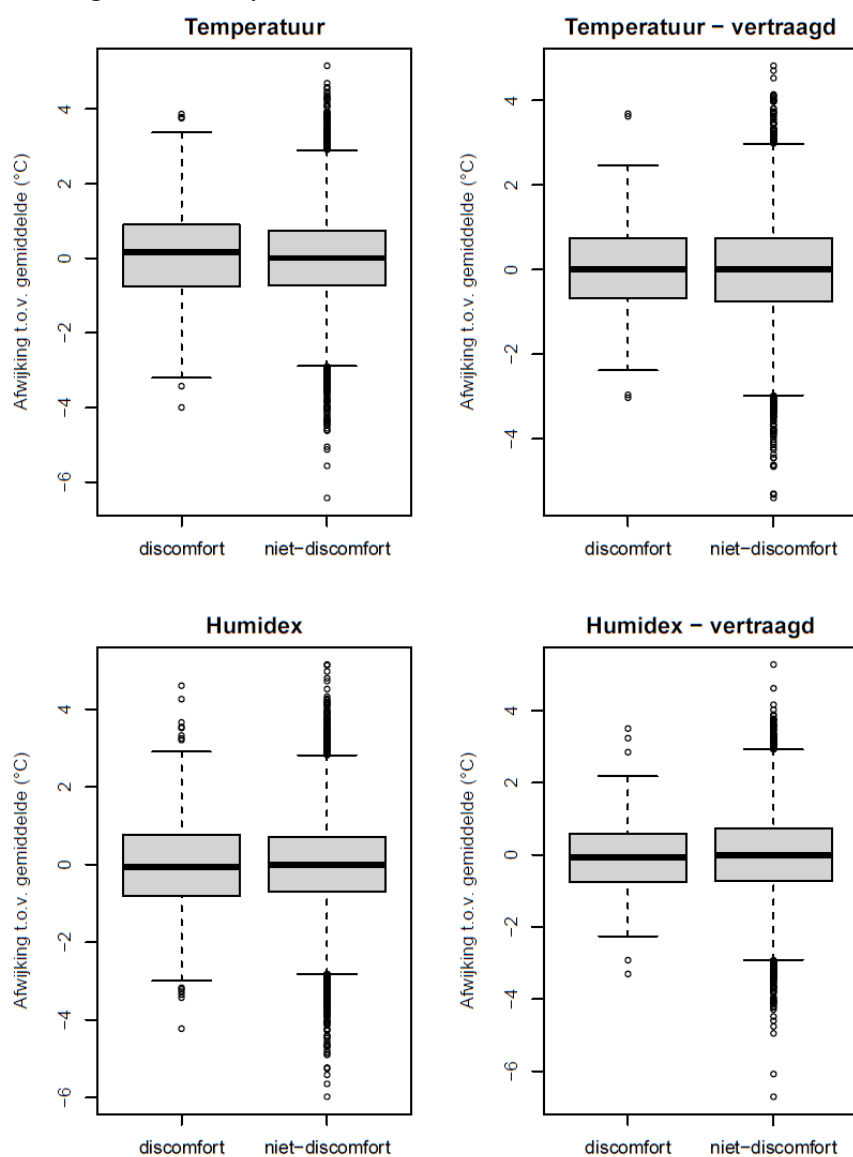 Temperatuur
Afwijking t.o.v. gemiddelde (°C)
4
2
0
−2
−4
−6
discomfort
niet−discomfort
Temperatuur − vertraagd
Afwijking t.o.v. gemiddelde (°C)
4
2
0
−2
−4
discomfort
niet−discomfort
Humidex
Afwijking t.o.v. gemiddelde (°C)
4
2
0
−2
−4
−6
discomfort
niet−discomfort
Humidex − vertraagd
Afwijking t.o.v. gemiddelde (°C)
4
2
0
−2
−4
−6
discomfort
niet−discomfort